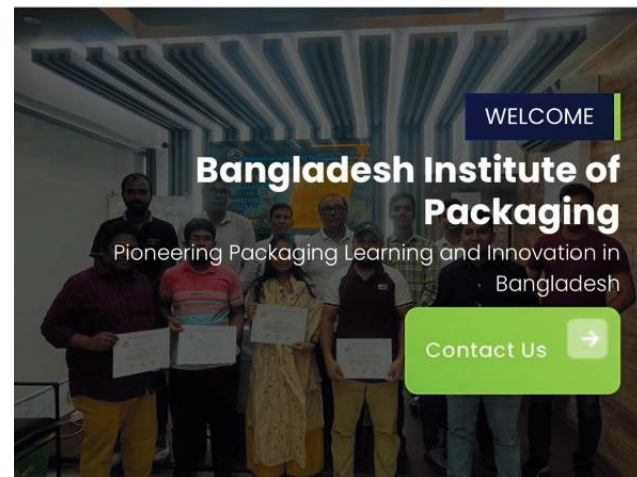 WELCOME
Bangladesh Institute of
Packaging
Pioneering Packaging Learning and Innovation in
Bangladesh
Contact Us